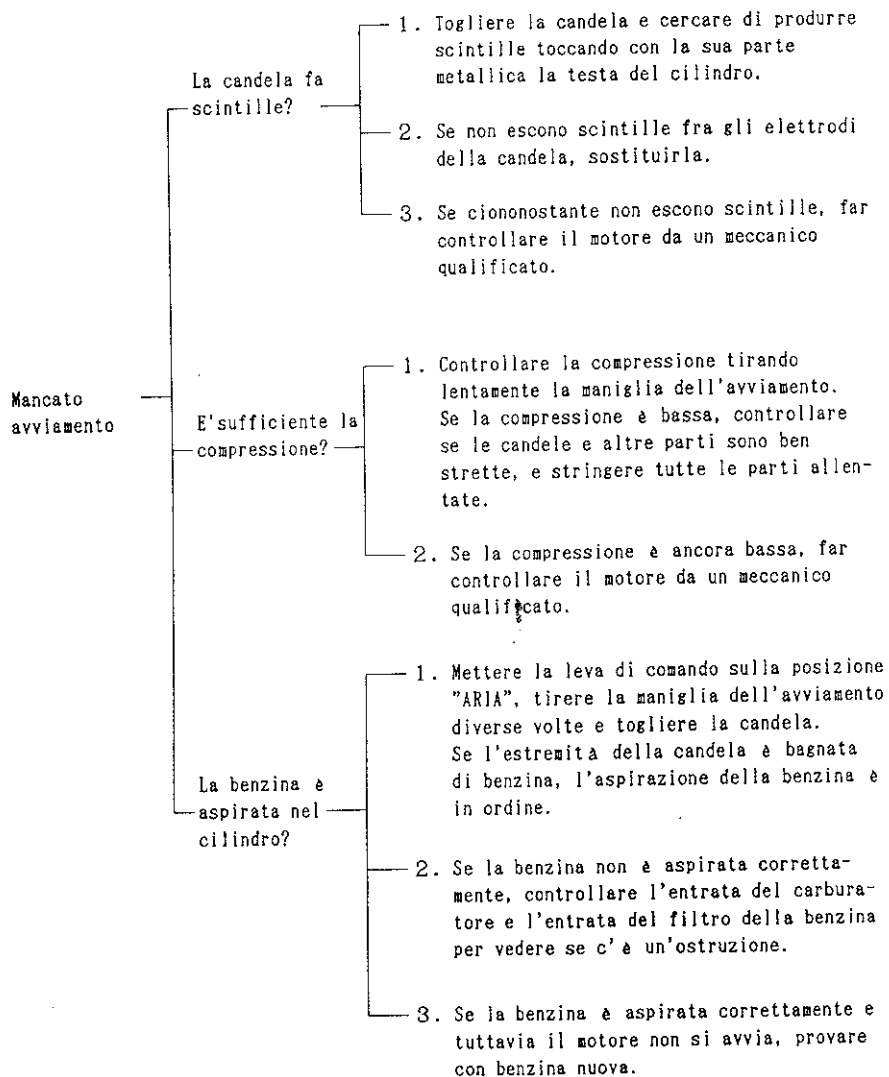 Mancato
avviamento
La candela fa
scintille?
1. Togliere la candela e cercare di produrre
scintille toccando con la sua parte
metallica la testa del cilindro.
2. Se non escono scintille fra gli elettrodi
della candela, sostituirla.
3. Se ciononostante non escono scintille, far
controllare il motore da un meccanico
qualificato.
E'sufficiente la
compressione?
1. Controllare la compressione tirando
lentamente la maniglia dell'avviamento.
Se la compressione è bassa, controllare
se le candele e altre parti sono ben
strette, e stringere tutte le parti allen-
tate.
2. Se la compressione è ancora bassa, far
controllare il motore da un meccanico
qualificato.
La benzina è
aspirata nel
cilindro?
1. Mettere la leva di comando sulla posizione
"ARIA", tirere la maniglia dell'avviamento
diverse volte e togliere la candela.
Se l'estremità della candela è bagnata
di benzina, l'aspirazione della benzina è
in ordine.
2. Se la benzina non è aspirata corretta-
mente, controllare l'entrata del carbura-
tore e l'entrata del filtro della benzina
per vedere se c'è un'ostruzione.
3. Se la benzina è aspirata correttamente e
tuttavia il motore non si avvia, provare
con benzina nuova.